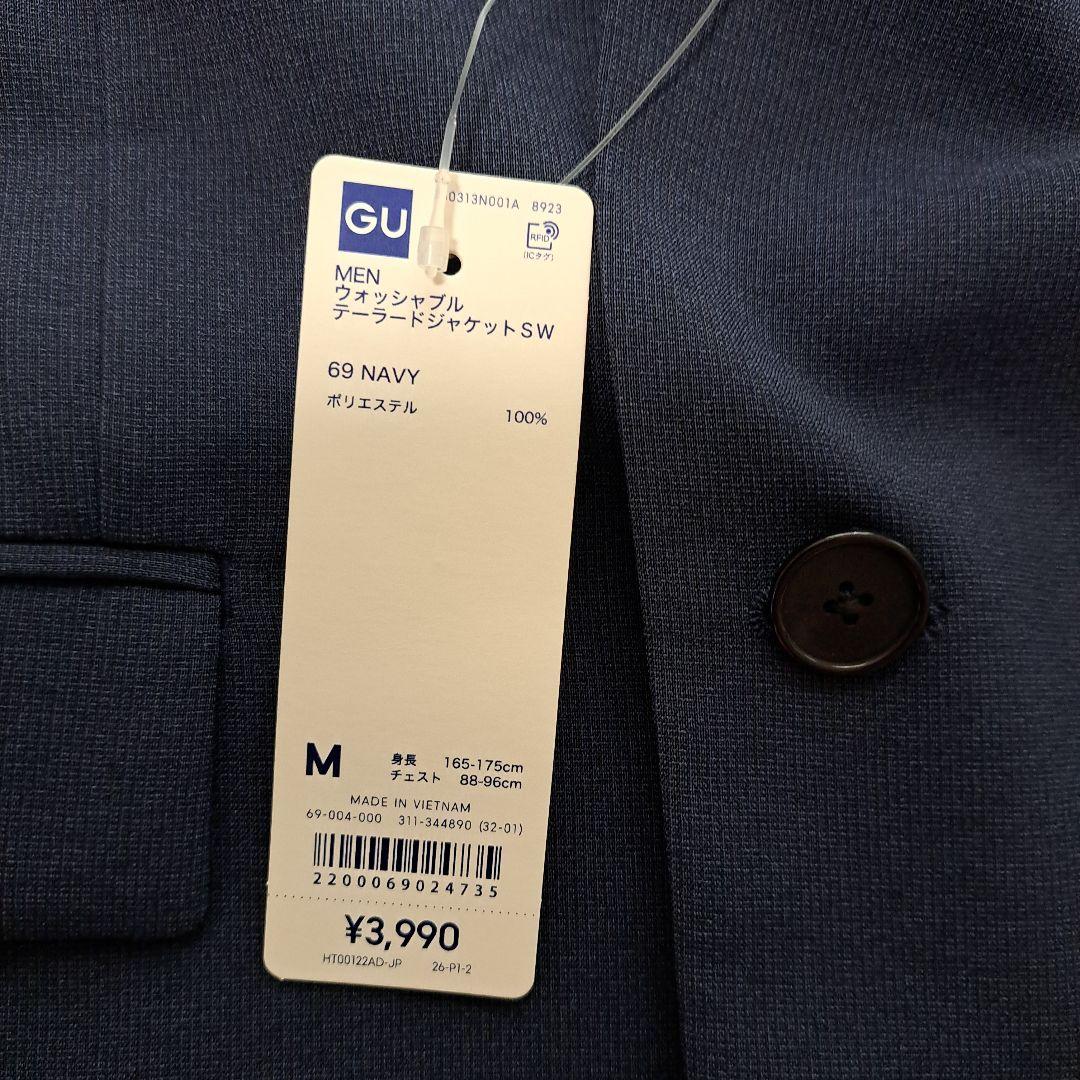 GU
0313N001A 8923
RFID
(ICタグ)
MEN
ウォッシャブル
テーラードジャケットSW
69 NAVY
ポリエステル 100%
M
身長 165-175cm
チェスト 88-96cm
MADE IN VIETNAM
69-004-000 311-344890 (32-01)
2200069024735
¥3,990
HT00122AD-JP 26-P1-2